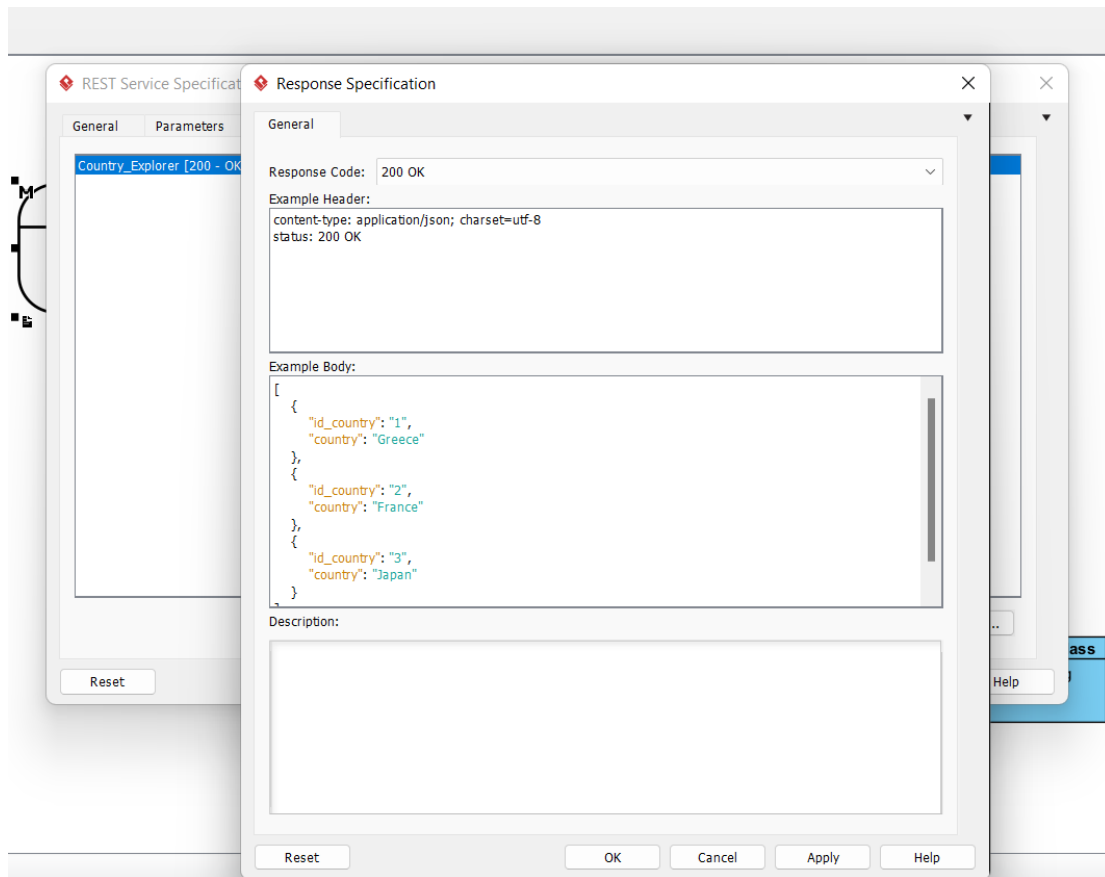 REST Service Specificat
Response Specification
General
Parameters
General
Country_Explorer [200 - OK
M
Response Code:
200 OK
Example Header:
content-type: application/json; charset=utf-8
status: 200 OK
Example Body:
[
{
"id_country": "1",
"country": "Greece"
},
{
"id_country": "2",
"country": "France"
},
{
"id_country": "3",
"country": "Japan"
}
Description:
..
ass
Reset
Help
Reset
OK
Cancel
Apply
Help